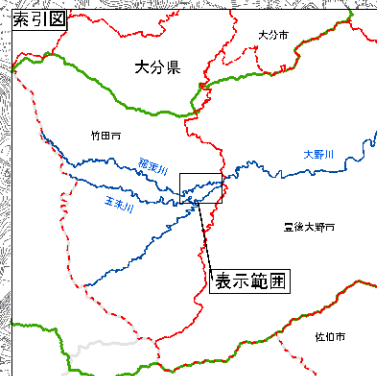 索引図
大分市
大分県
竹田市
稲葉川
大野川
玉来川
豊後大野市
表示範囲
佐伯市